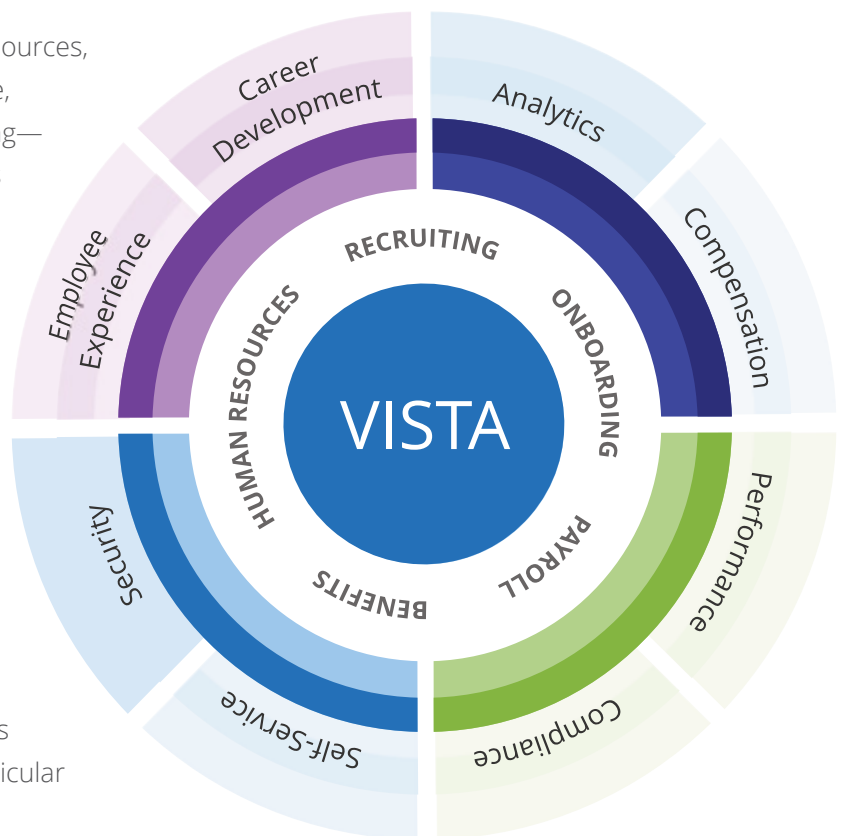 ources,
e,
g—
Career
Development
Analytics
Compensation
Performance
Compliance
Self-Service
Security
Employee
Experience
RECRUITING
ONBOARDING
PAYROLL
BENEFITS
HUMAN RESOURCES
VISTA
s
icular